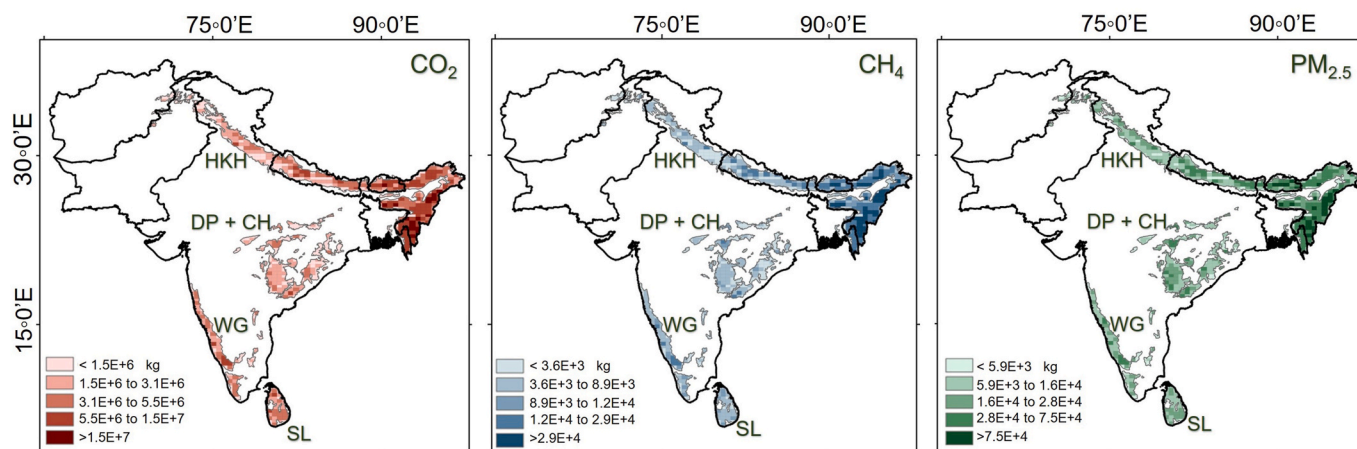 75◦0'E 90◦0'E 75◦0'E 90◦0'E 75◦0'E 90◦0'E
30◦0'E
15◦0'E
CO2
HKH
DP + CH
WG
SL
< 1.5E+6 kg
1.5E+6 to 3.1E+6
3.1E+6 to 5.5E+6
5.5E+6 to 1.5E+7
>1.5E+7
CH4
HKH
DP + CH
WG
SL
< 3.6E+3 kg
3.6E+3 to 8.9E+3
8.9E+3 to 1.2E+4
1.2E+4 to 2.9E+4
>2.9E+4
PM2.5
HKH
DP + CH
WG
SL
< 5.9E+3 kg
5.9E+3 to 1.6E+4
1.6E+4 to 2.8E+4
2.8E+4 to 7.5E+4
>7.5E+4